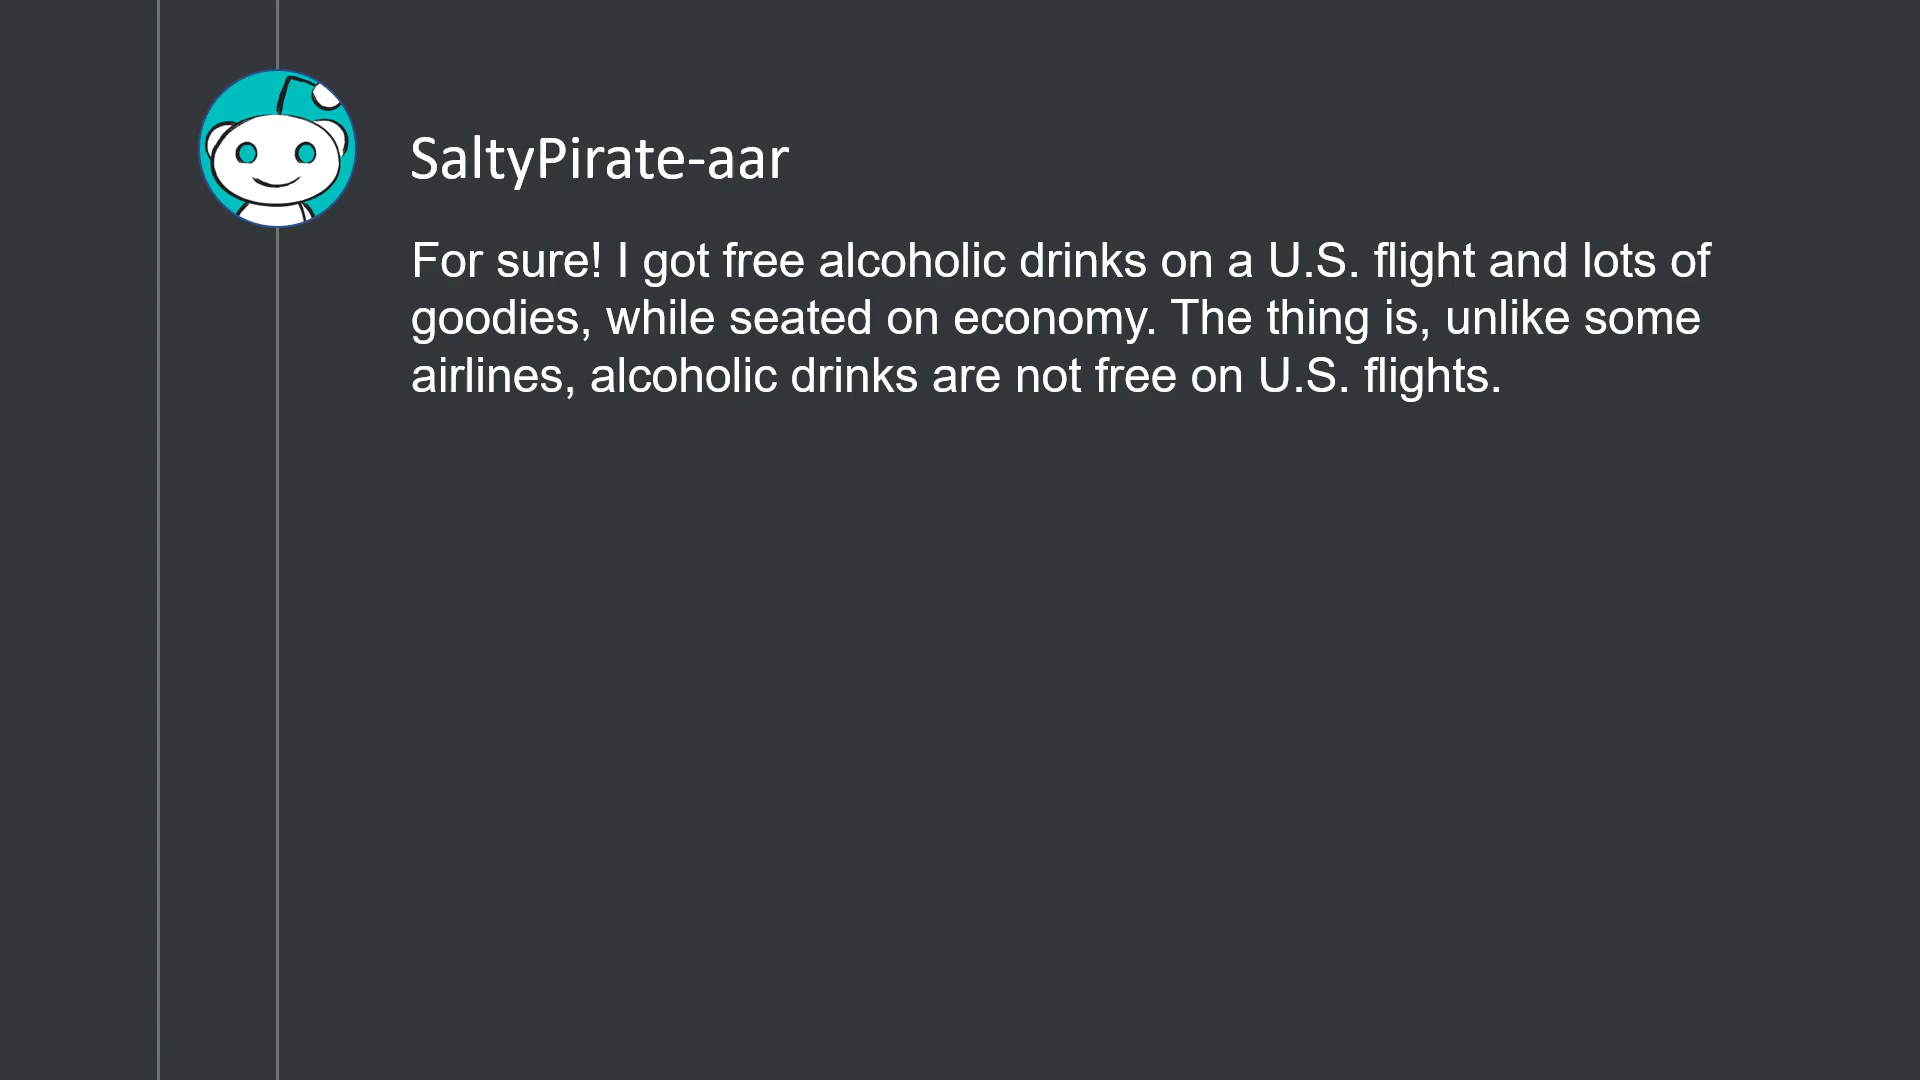 SaltyPirate-aar
For sure! I got free alcoholic drinks on a U.S. flight and lots of
goodies, while seated on economy. The thing is, unlike some
airlines, alcoholic drinks are not free on U.S. flights.